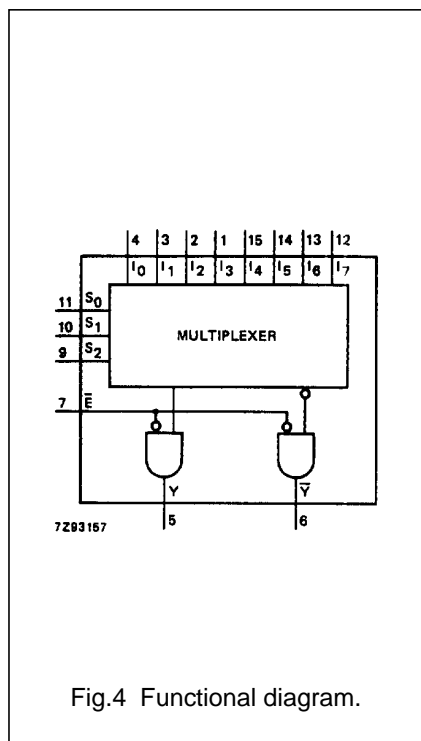 4 3 2 1 15 14 13 12
I0 I1 I2 I3 I4 I5 I6 I7
11 S0
10 S1
9 S2
MULTIPLEXER
7 E̅
Y Y̅
7Z93157
5 6
Fig.4 Functional diagram.